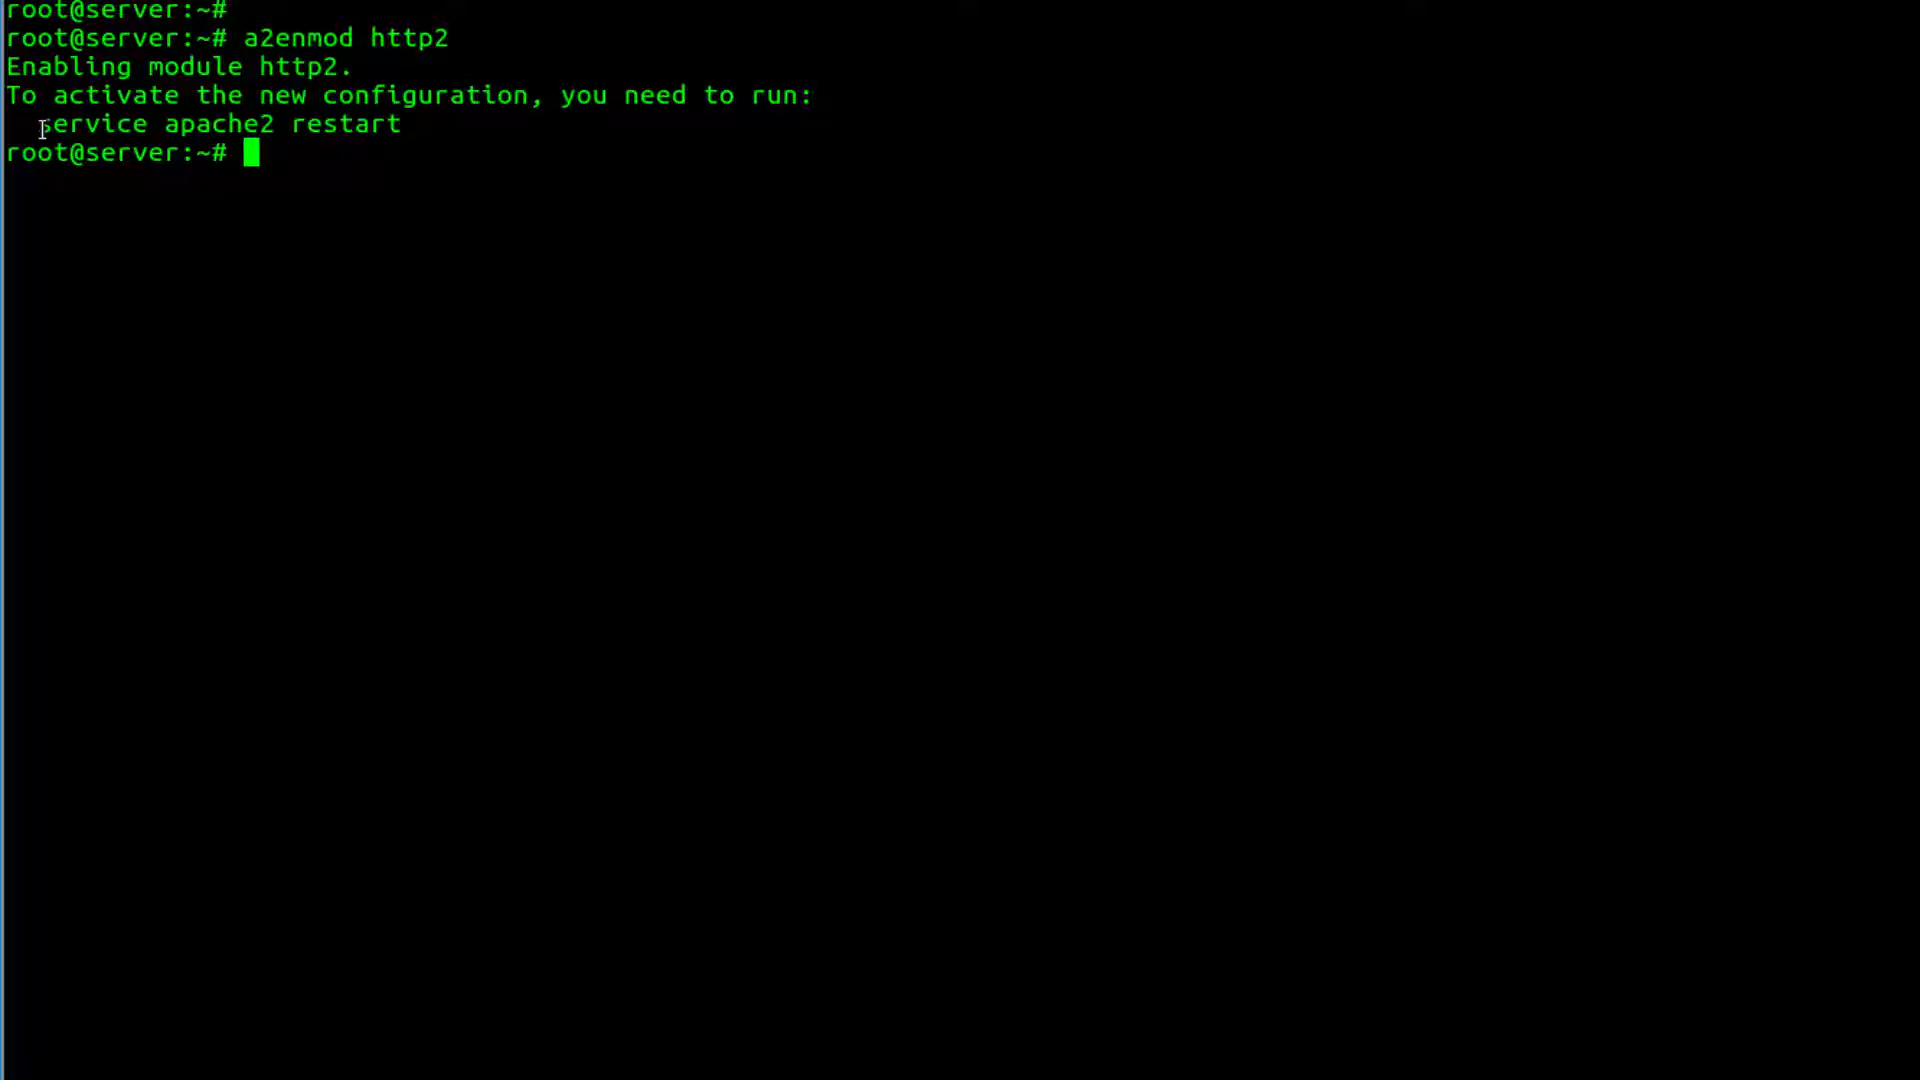 root@server:~#
root@server:~# a2enmod http2
Enabling module http2.
To activate the new configuration, you need to run:
  service apache2 restart
root@server:~#